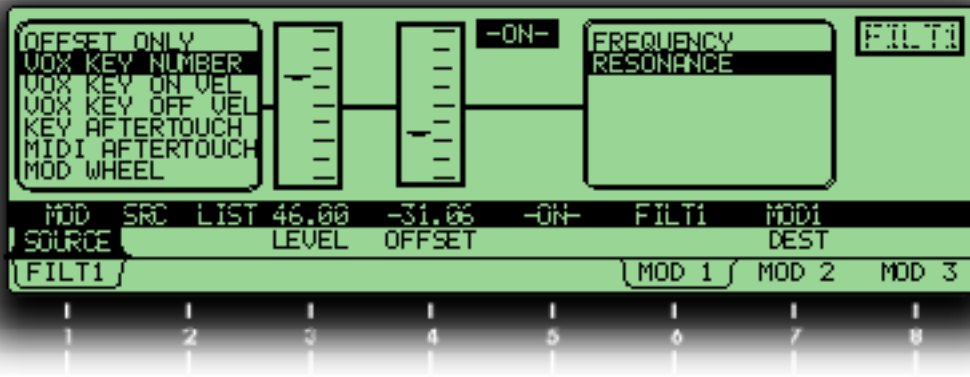 OFFSET ONLY
VOX KEY NUMBER
VOX KEY ON VEL
VOX KEY OFF VEL
KEY AFTERTOUCH
MIDI AFTERTOUCH
MOD WHEEL
-ON-
FREQUENCY
RESONANCE
FILT1
MOD SRC LIST 46.00 -31.06 -ON- FILT1 MOD1
SOURCE LEVEL OFFSET DEST
FILT1 MOD 1 MOD 2 MOD 3
1 2 3 4 5 6 7 8